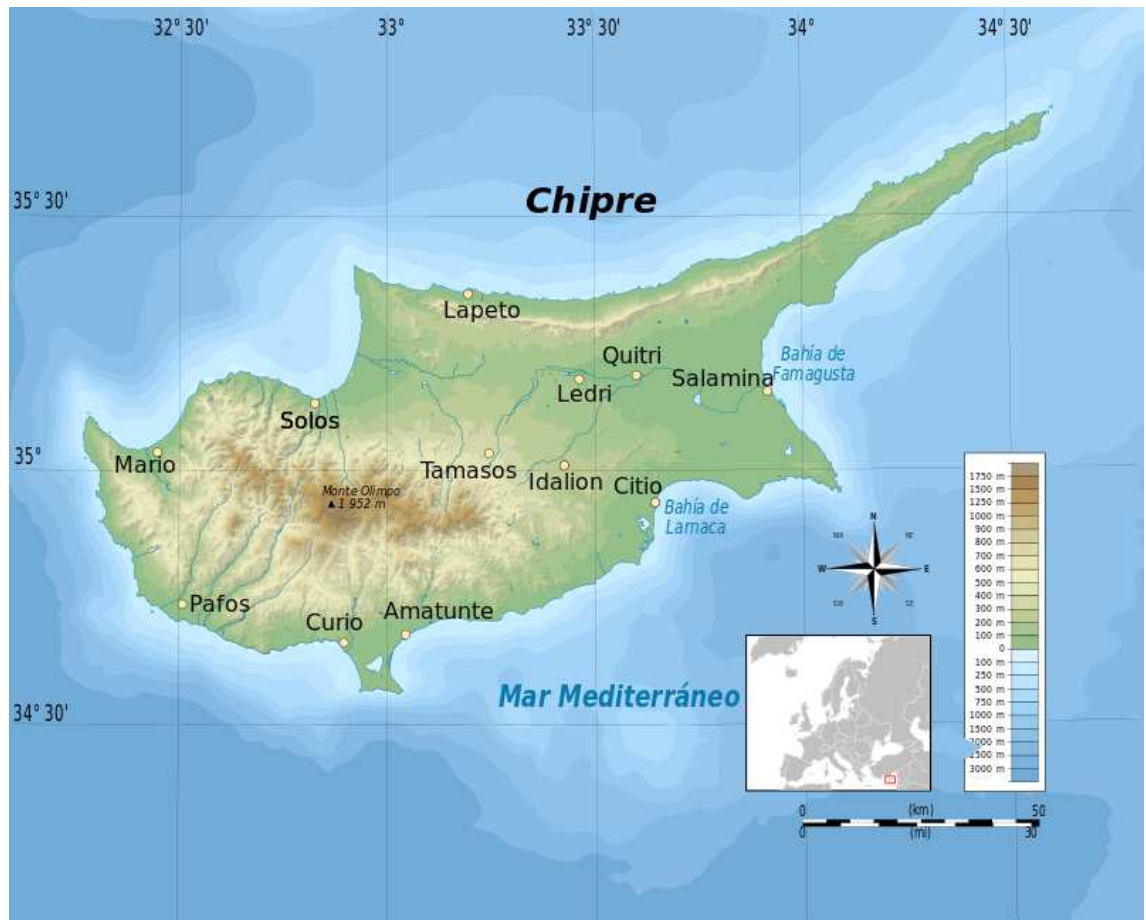 32° 30'
33°
33° 30'
34°
34° 30'
35° 30'
Chipre
Lapeto
Quitri
Bahía de
Famagusta
Ledri
Salamina
Solos
35°
Mario
Tamasos
Idalion
Citio
Monte Olimpo
▲ 1 952 m
Bahía de
Larnaca
Pafos
Curio
Amatunte
Mar Mediterráneo
34° 30'
N
W
E
S
1750 m
1500 m
1250 m
1000 m
900 m
800 m
700 m
600 m
500 m
400 m
300 m
200 m
100 m
0
100 m
250 m
500 m
750 m
1000 m
1500 m
2000 m
2500 m
3000 m
0 (km) 50
0 (mi) 30